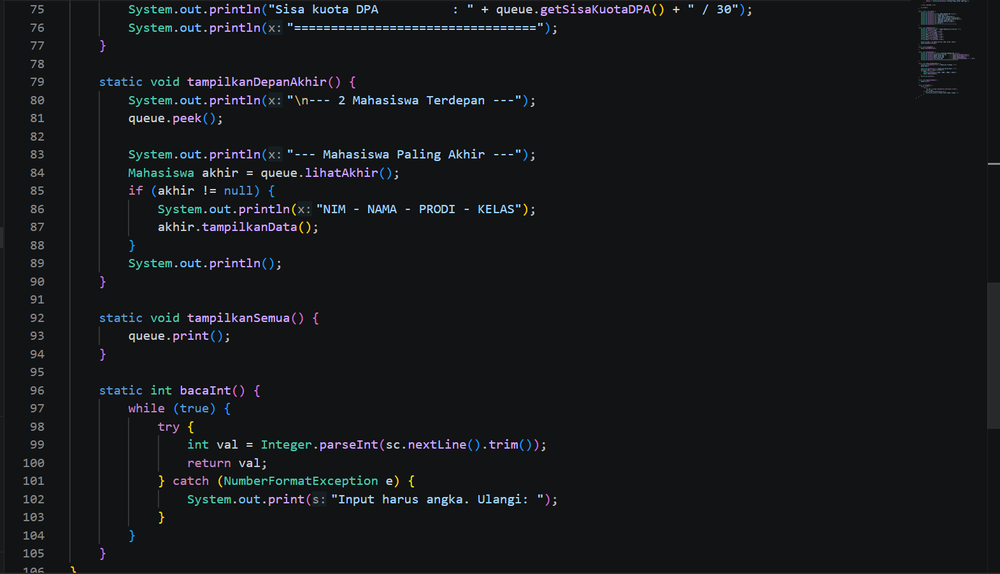 75 System.out.println("Sisa kuota DPA          : " + queue.getSisaKuotaDPA() + " / 30");
76 System.out.println(x: "=================================");
77 }
78
79 static void tampilkanDepanAkhir() {
80 System.out.println(x: "\n--- 2 Mahasiswa Terdepan ---");
81 queue.peek();
82
83 System.out.println(x: "--- Mahasiswa Paling Akhir ---");
84 Mahasiswa akhir = queue.lihatAkhir();
85 if (akhir != null) {
86 System.out.println(x: "NIM - NAMA - PRODI - KELAS");
87 akhir.tampilkanData();
88 }
89 System.out.println();
90 }
91
92 static void tampilkanSemua() {
93 queue.print();
94 }
95
96 static int bacaInt() {
97 while (true) {
98 try {
99 int val = Integer.parseInt(sc.nextLine().trim());
100 return val;
101 } catch (NumberFormatException e) {
102 System.out.print(s: "Input harus angka. Ulangi: ");
103 }
104 }
105 }
106 }